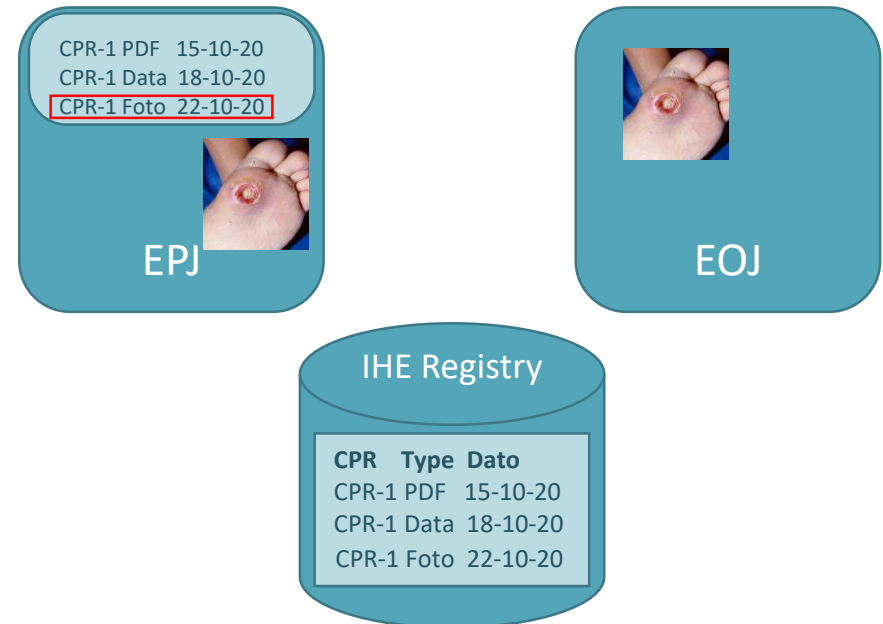 CPR-1 PDF 15-10-20
CPR-1 Data 18-10-20
CPR-1 Foto 22-10-20
EPJ
EOJ
IHE Registry
CPR Type Dato
CPR-1 PDF 15-10-20
CPR-1 Data 18-10-20
CPR-1 Foto 22-10-20